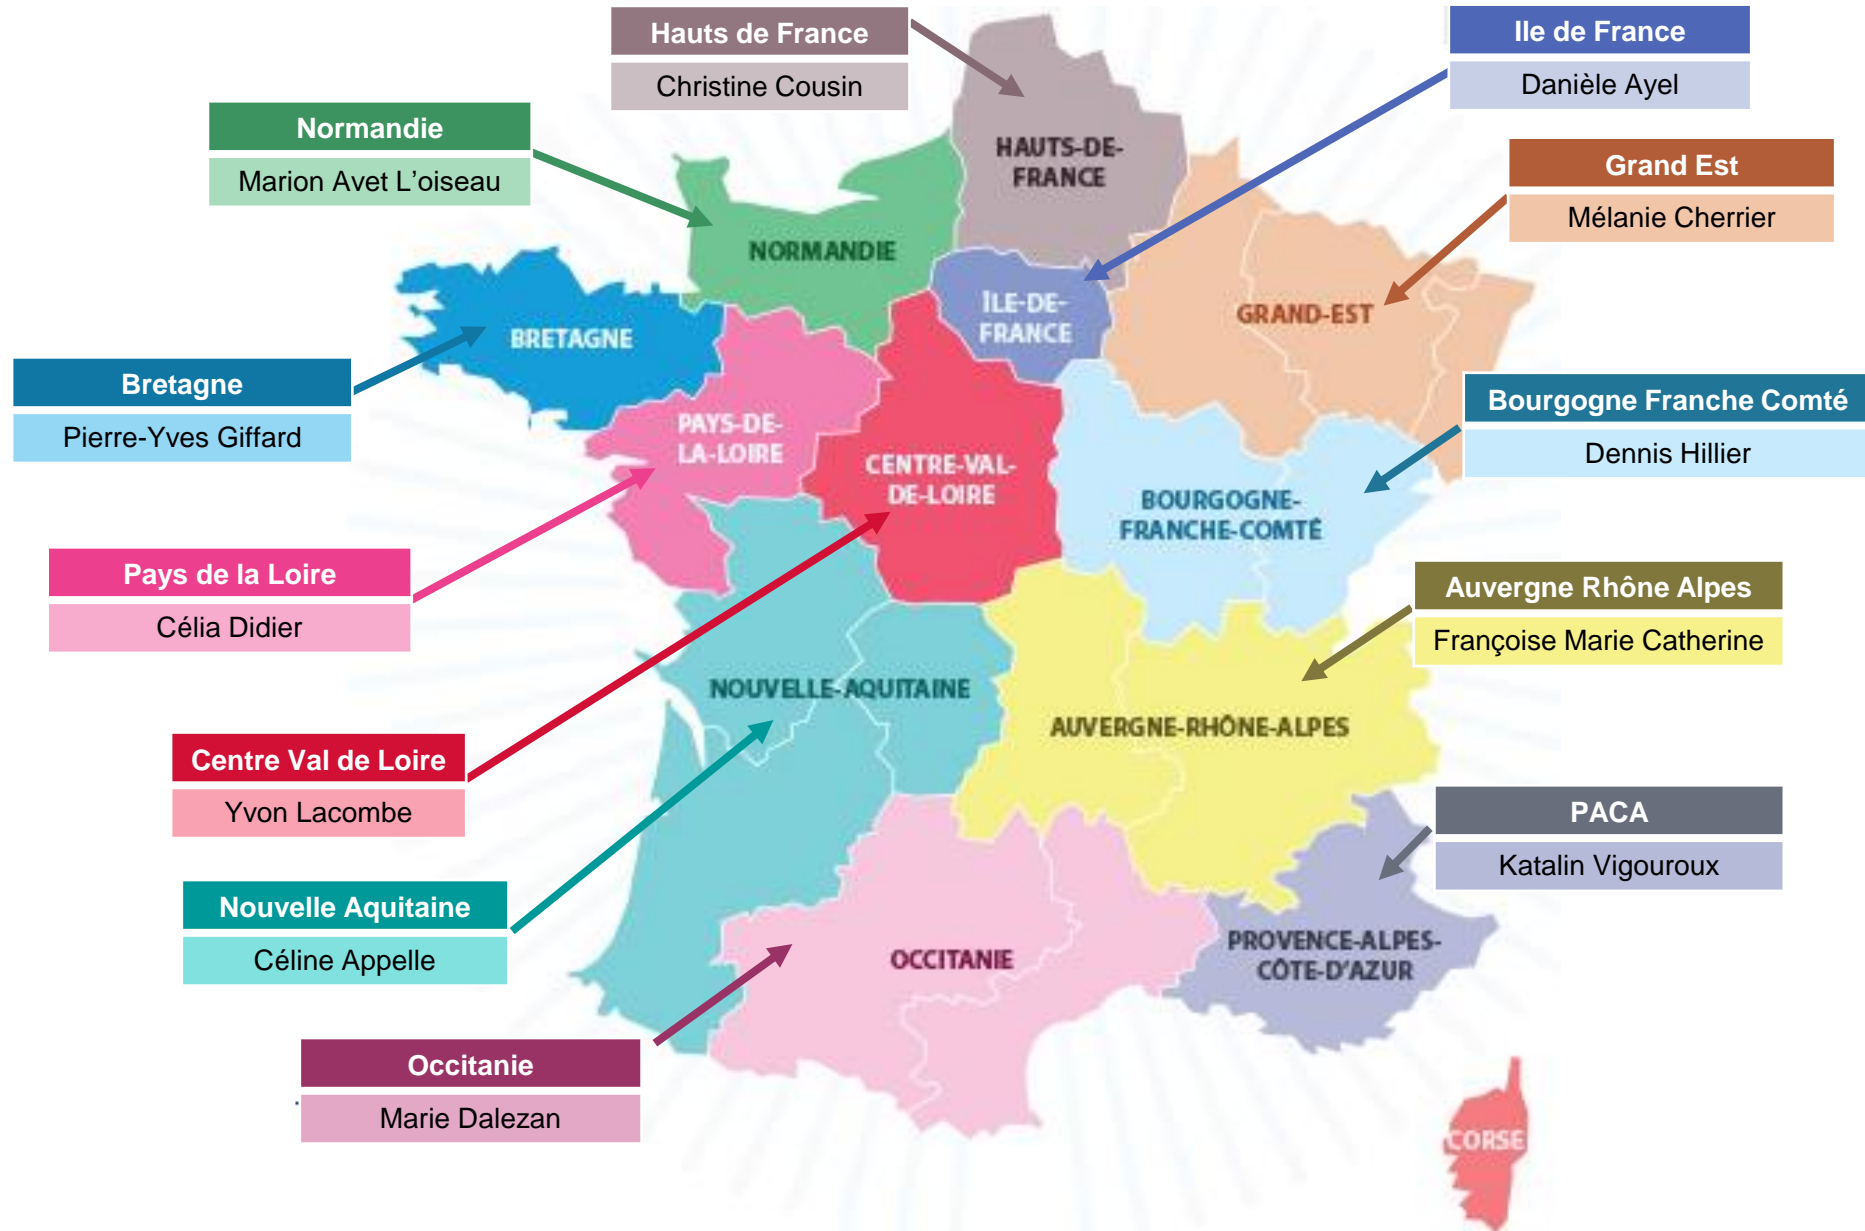 Hauts de France
Christine Cousin
Ile de France
Danièle Ayel
Normandie
Marion Avet L’oiseau
Grand Est
Mélanie Cherrier
HAUTS-DE-
FRANCE
NORMANDIE
ÎLE-DE-
FRANCE
GRAND-EST
BRETAGNE
Bretagne
Pierre-Yves Giffard
Bourgogne Franche Comté
Dennis Hillier
PAYS-DE-
LA-LOIRE
CENTRE-VAL-
DE-LOIRE
BOURGOGNE-
FRANCHE-COMTÉ
Pays de la Loire
Célia Didier
Auvergne Rhône Alpes
Françoise Marie Catherine
NOUVELLE-AQUITAINE
AUVERGNE-RHÔNE-ALPES
Centre Val de Loire
Yvon Lacombe
PACA
Katalin Vigouroux
Nouvelle Aquitaine
Céline Appelle
OCCITANIE
PROVENCE-ALPES-
CÔTE-D’AZUR
Occitanie
Marie Dalezan
CORSE